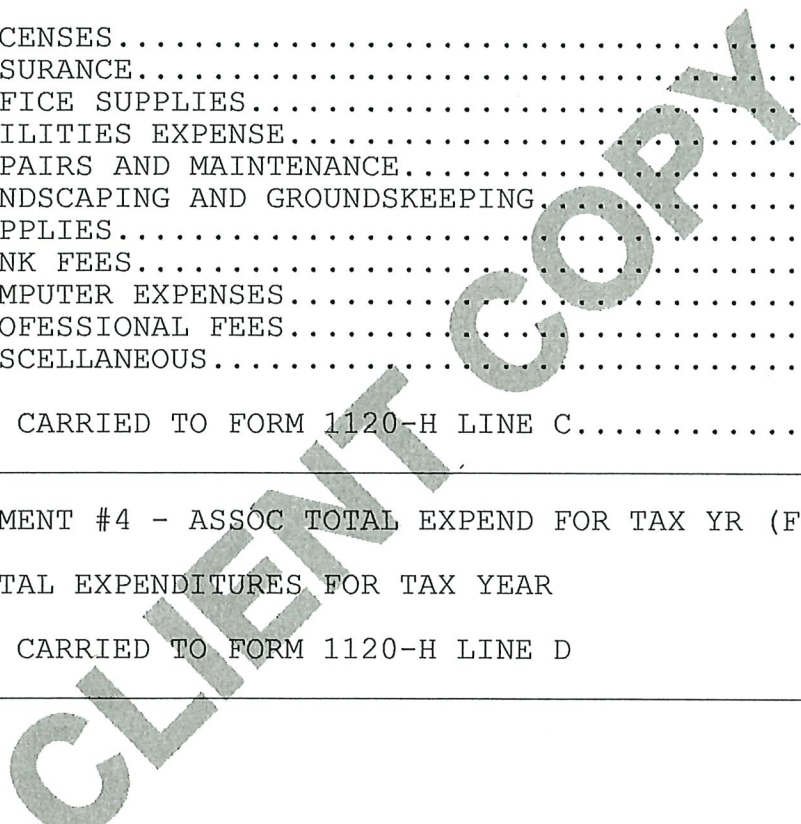 CENSES....................................
SURANCE...................................
FICE SUPPLIES.............................
ILITIES EXPENSE...........................
PAIRS AND MAINTENANCE.....................
NDSCAPING AND GROUNDSKEEPING..............
PPLIES....................................
NK FEES...................................
MPUTER EXPENSES...........................
OFESSIONAL FEES...........................
SCELLANEOUS...............................
CARRIED TO FORM 1120-H LINE C............
MENT #4 - ASSOC TOTAL EXPEND FOR TAX YR (F
TAL EXPENDITURES FOR TAX YEAR
CARRIED TO FORM 1120-H LINE D
CLIENT COPY